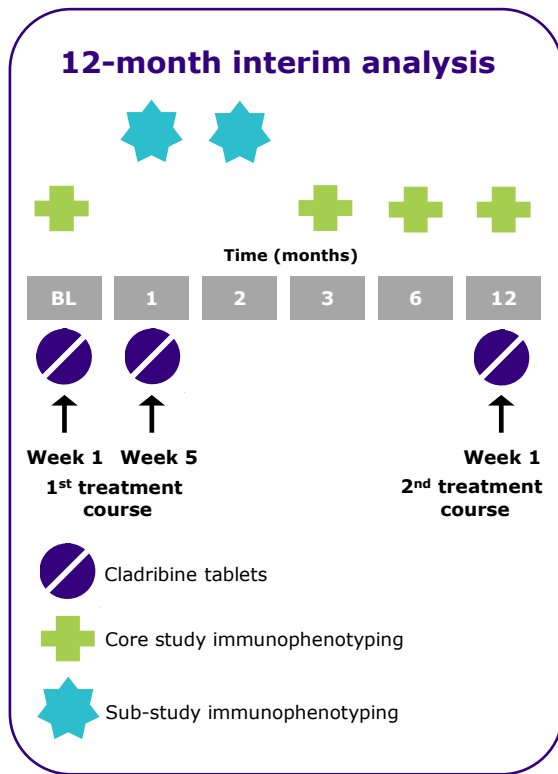 12-month interim analysis
Time (months)
BL 1 2 3 6 12
Week 1 Week 5 Week 1
1st treatment 2nd treatment
course course
Cladribine tablets
Core study immunophenotyping
Sub-study immunophenotyping